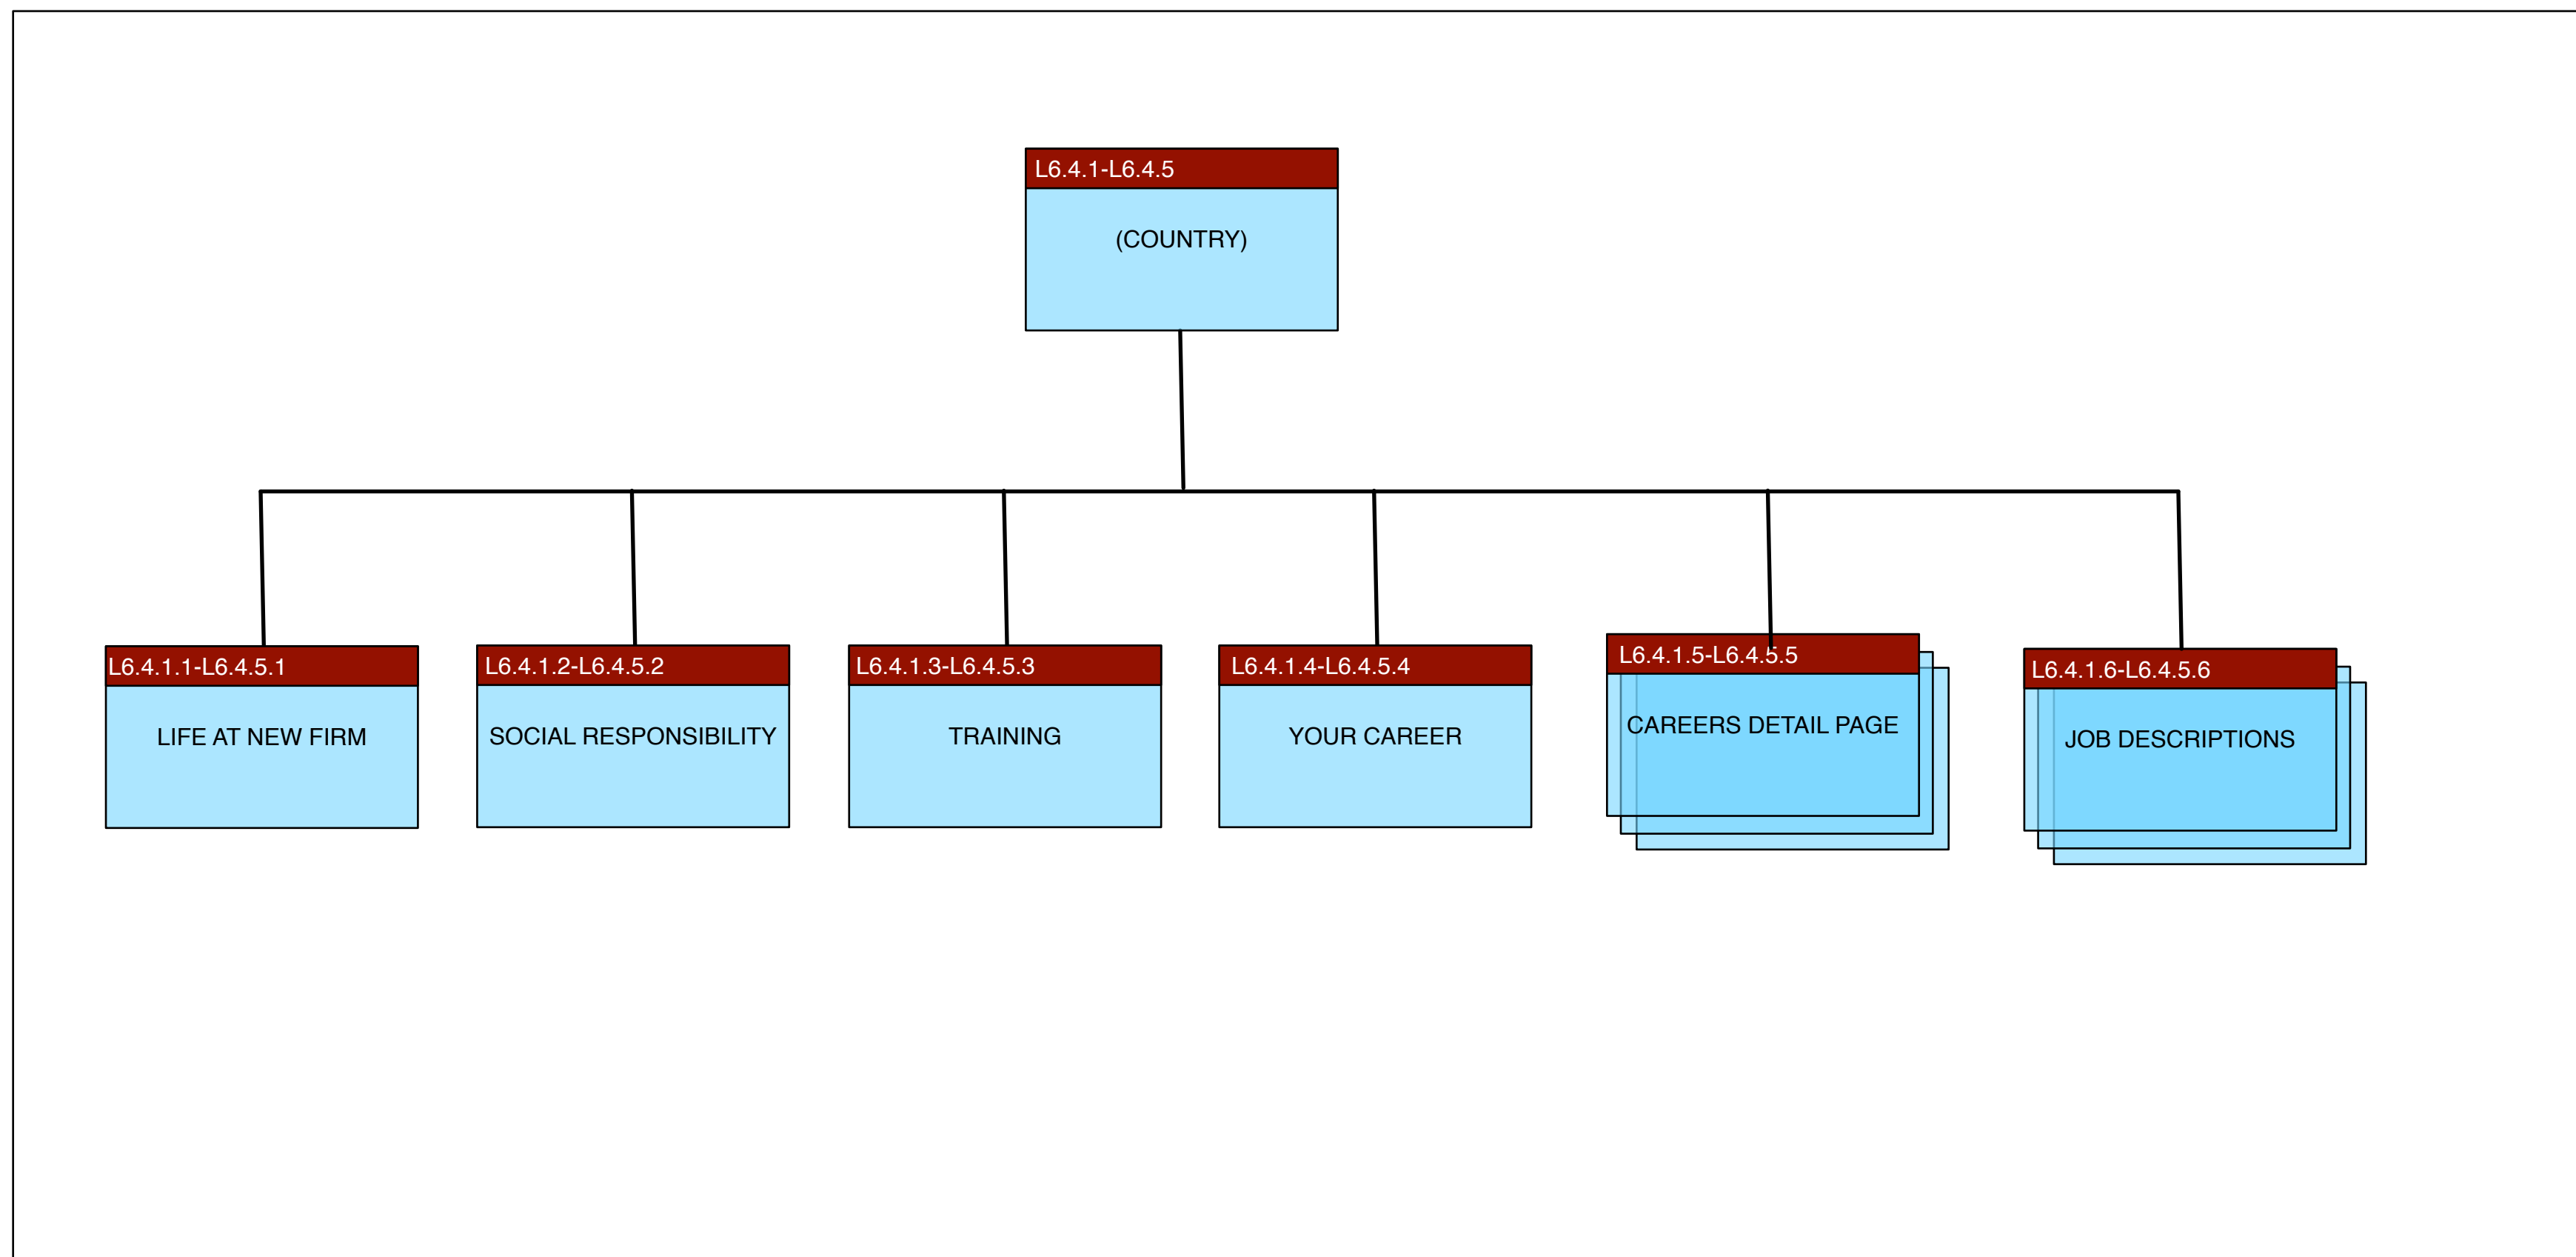 L6.4.1-L6.4.5
(COUNTRY)
L6.4.1.1-L6.4.5.1
LIFE AT NEW FIRM
L6.4.1.2-L6.4.5.2
SOCIAL RESPONSIBILITY
L6.4.1.3-L6.4.5.3
TRAINING
L6.4.1.4-L6.4.5.4
YOUR CAREER
L6.4.1.5-L6.4.5.5
CAREERS DETAIL PAGE
L6.4.1.6-L6.4.5.6
JOB DESCRIPTIONS